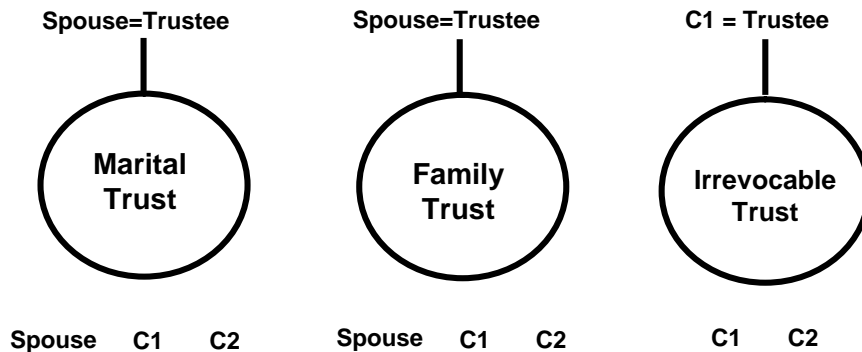 Spouse=Trustee
Spouse=Trustee
C1 = Trustee
Marital
Trust
Family
Trust
Irrevocable
Trust
Spouse C1 C2
Spouse C1 C2
C1 C2